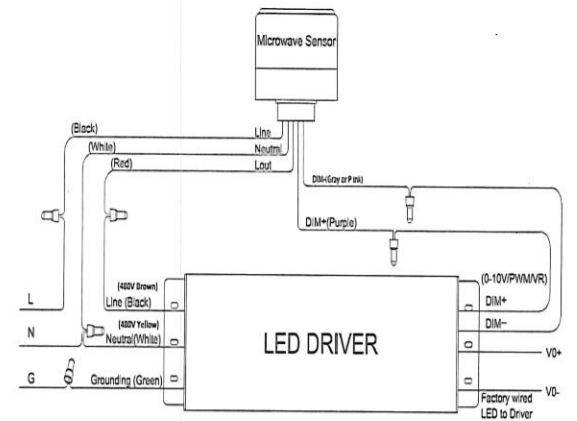 Microwave Sensor
(Black)
Line
(White)
Neutral
(Red)
Lout
DIM-(Gray or Pink)
DIM+(Purple)
(480V Brown)
(0-10V/PWM/VR)
L
Line (Black)
DIM+
(480V Yellow)
DIM-
N
Neutral(White)
LED DRIVER
V0+
G
Grounding (Green)
V0-
Factory wired
LED to Driver